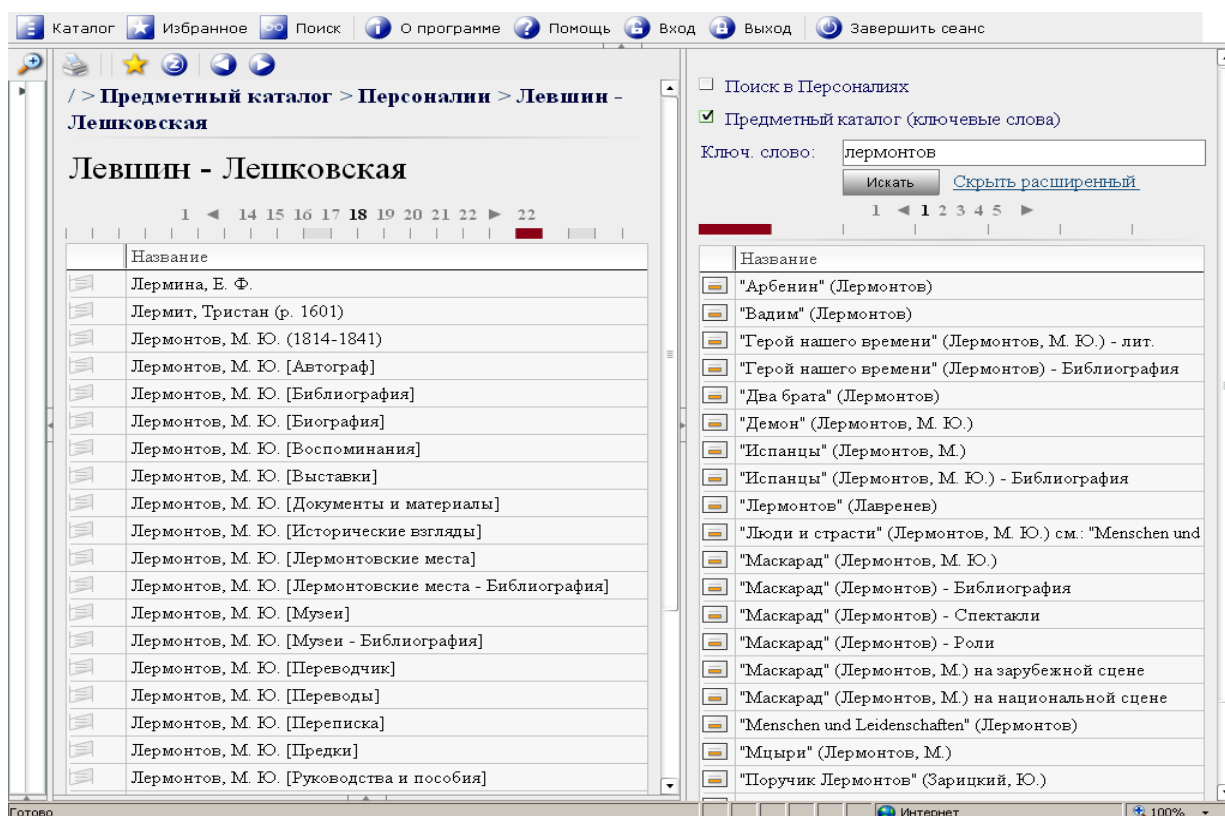 Каталог Избранное Поиск О программе Помощь Вход Выход Завершить сеанс
/ > Предметный каталог > Персоналии > Левшин -
Лешковская
Левшин - Лешковская
1 ◄ 14 15 16 17 18 19 20 21 22 ► 22
Название
Лермина, Е. Ф.
Лермит, Тристан (р. 1601)
Лермонтов, М. Ю. (1814-1841)
Лермонтов, М. Ю. [Автограф]
Лермонтов, М. Ю. [Библиография]
Лермонтов, М. Ю. [Биография]
Лермонтов, М. Ю. [Воспоминания]
Лермонтов, М. Ю. [Выставки]
Лермонтов, М. Ю. [Документы и материалы]
Лермонтов, М. Ю. [Исторические взгляды]
Лермонтов, М. Ю. [Лермонтовские места]
Лермонтов, М. Ю. [Лермонтовские места - Библиография]
Лермонтов, М. Ю. [Музеи]
Лермонтов, М. Ю. [Музеи - Библиография]
Лермонтов, М. Ю. [Переводчик]
Лермонтов, М. Ю. [Переводы]
Лермонтов, М. Ю. [Переписка]
Лермонтов, М. Ю. [Предки]
Лермонтов, М. Ю. [Руководства и пособия]
Поиск в Персоналиях
Предметный каталог (ключевые слова)
Ключ. слово: лермонтов
Искать Скрыть расширенный
1 ◄ 1 2 3 4 5 ►
Название
"Арбенин" (Лермонтов)
"Вадим" (Лермонтов)
"Герой нашего времени" (Лермонтов, М. Ю.) - лит.
"Герой нашего времени" (Лермонтов) - Библиография
"Два брата" (Лермонтов)
"Демон" (Лермонтов, М. Ю.)
"Испанцы" (Лермонтов, М.)
"Испанцы" (Лермонтов, М. Ю.) - Библиография
"Лермонтов" (Лавренев)
"Люди и страсти" (Лермонтов, М. Ю.) см.: "Menschen und
"Маскарад" (Лермонтов, М. Ю.)
"Маскарад" (Лермонтов) - Библиография
"Маскарад" (Лермонтов) - Спектакли
"Маскарад" (Лермонтов) - Роли
"Маскарад" (Лермонтов, М.) на зарубежной сцене
"Маскарад" (Лермонтов, М.) на национальной сцене
"Menschen und Leidenschaften" (Лермонтов)
"Мцыри" (Лермонтов, М.)
"Поручик Лермонтов" (Зарицкий, Ю.)
Готово Интернет 100%